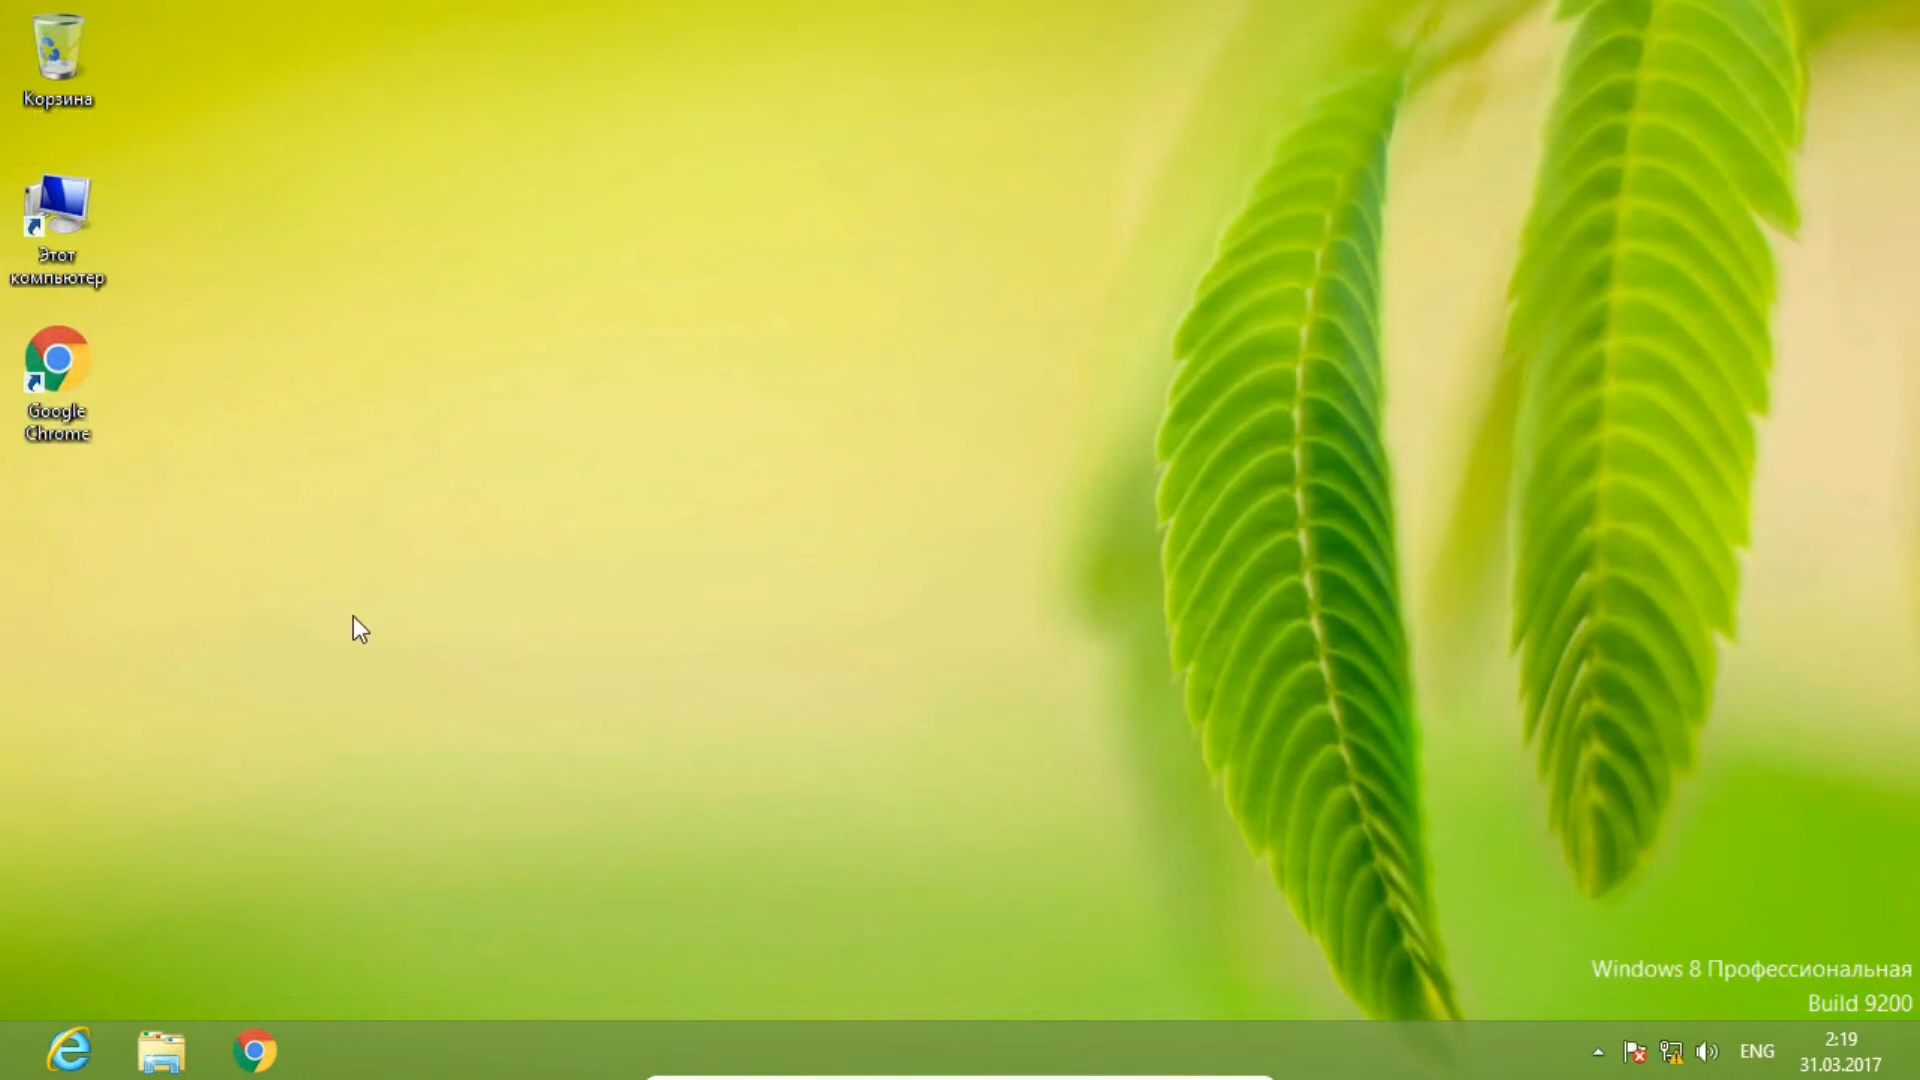 Корзина
Этот
компьютер
Google
Chrome
Windows 8 Профессиональная
Build 9200
ENG
2:19
31.03.2017